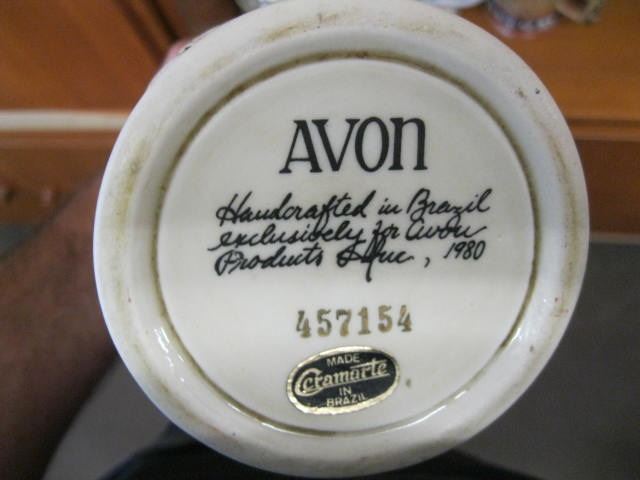 AVON
Handcrafted in Brazil
exclusively for Avon
Products Inc, 1980
457154
MADE
Ceramarte
IN
BRAZIL